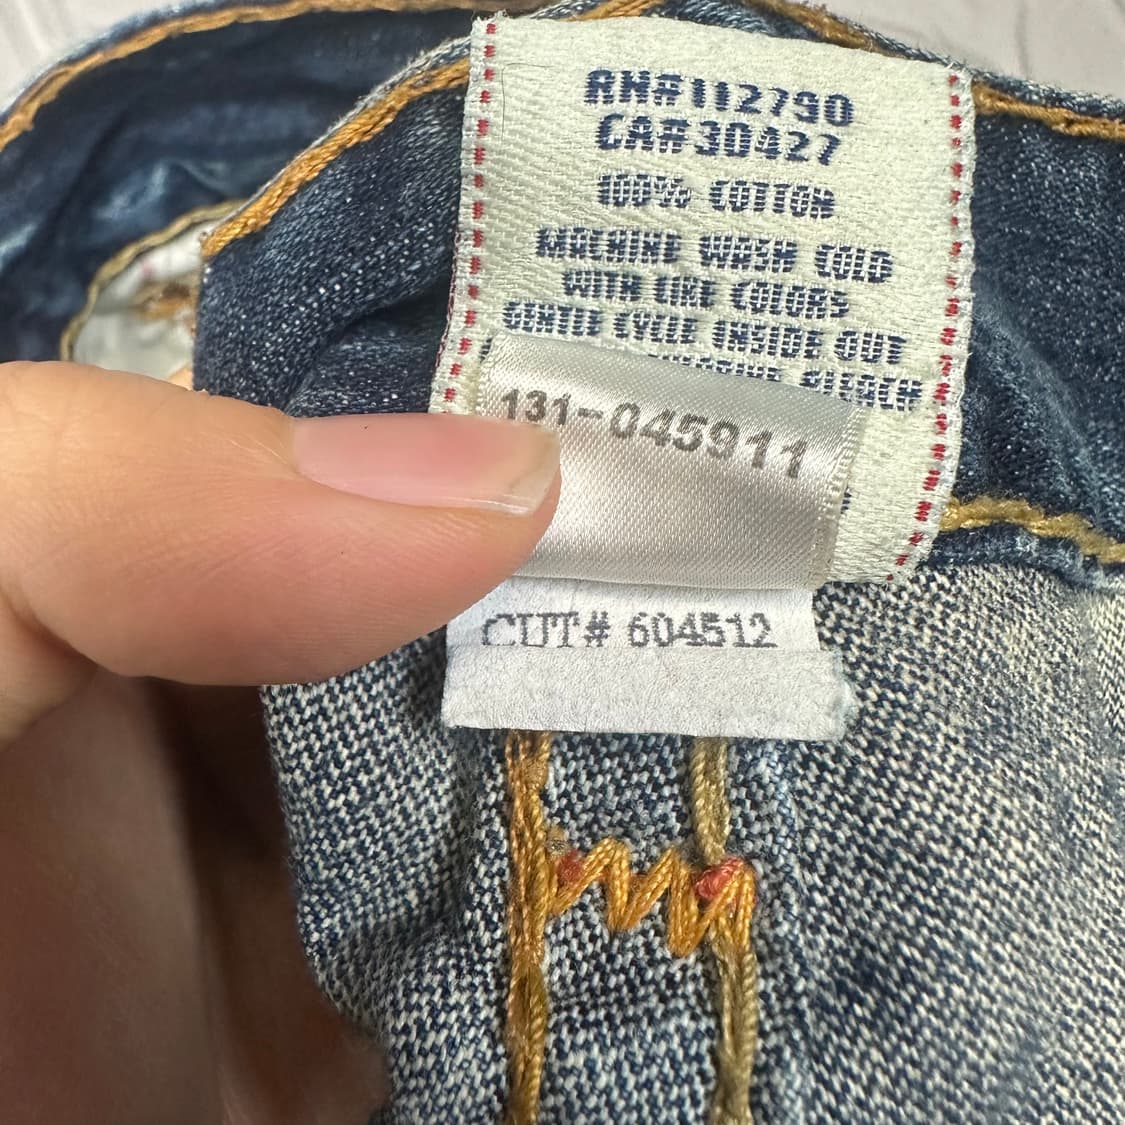 RN#112790
CA#30427
100% COTTON
MACHINE WASH COLD
WITH LIKE COLORS
GENTLE CYCLE INSIDE OUT
BLEACH
131-045911
CUT# 604512